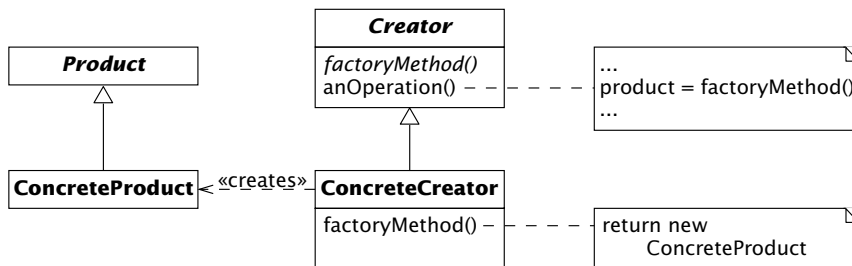 Creator
Product
factoryMethod()
anOperation()
...
product = factoryMethod()
...
ConcreteProduct
«creates»
ConcreteCreator
factoryMethod()
return new
ConcreteProduct